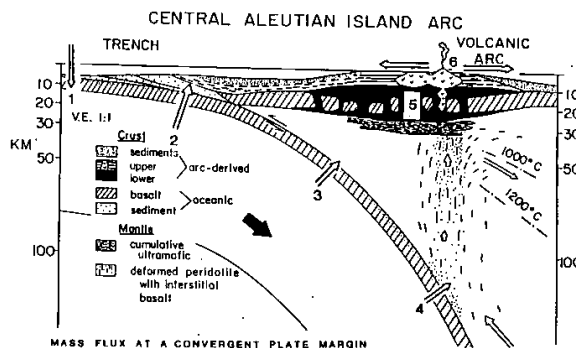 CENTRAL ALEUTIAN ISLAND ARC
TRENCH
VOLCANIC
ARC
6
10
20
30
KM
50
100
1
V.E. 1:1
2
3
4
5
10
20
30
50
100
1000°C
1200°C
Crust
sediments
upper
lower
arc-derived
basalt
sediment
oceanic
Mantle
cumulative
ultramafic
deformed peridotite
with interstitial
basalt
MASS FLUX AT A CONVERGENT PLATE MARGIN